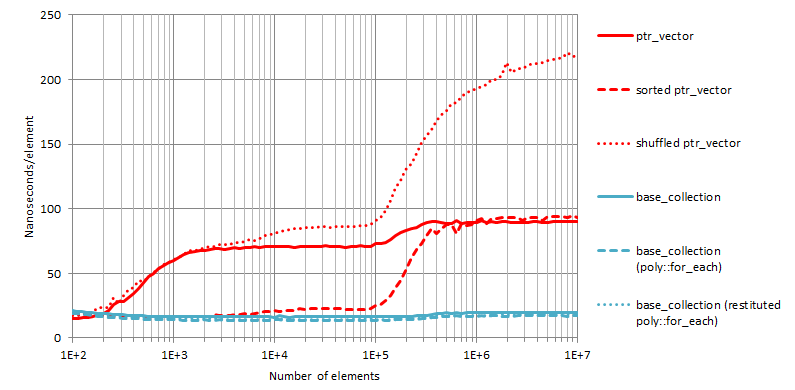 250
200
150
100
50
0
Nanoseconds/element
1E+2
1E+3
1E+4
1E+5
1E+6
1E+7
Number of elements
ptr_vector
sorted ptr_vector
shuffled ptr_vector
base_collection
base_collection
(poly::for_each)
base_collection (restituted
poly::for_each)